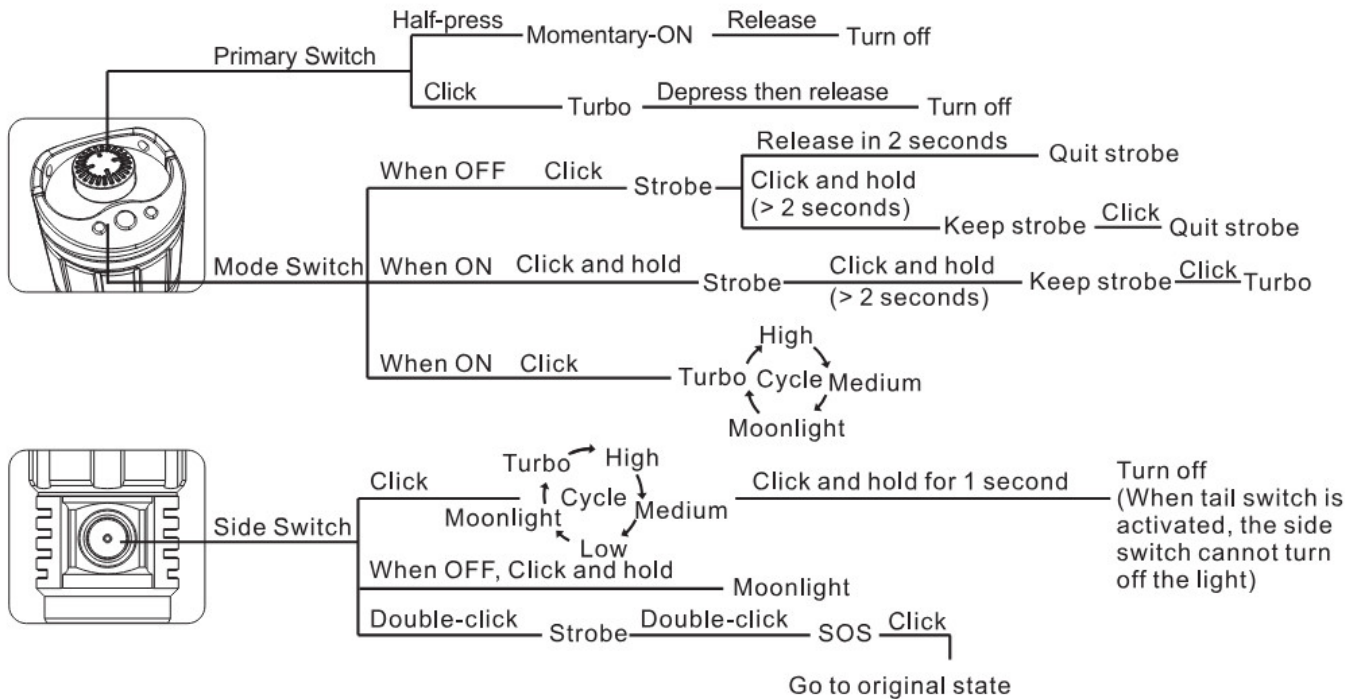 Half-press Momentary-ON Release Turn off
Primary Switch
Click Turbo Depress then release Turn off
When OFF Click Strobe Release in 2 seconds Quit strobe
Click and hold
(> 2 seconds) Keep strobe Click Quit strobe
Mode Switch When ON Click and hold Strobe Click and hold Keep strobe Click Turbo
(> 2 seconds)
High
When ON Click Turbo Cycle Medium
Moonlight
Turbo High
Click Cycle Click and hold for 1 second Turn off
Moonlight Medium (When tail switch is
Side Switch activated, the side
Low switch cannot turn
When OFF, Click and hold Moonlight off the light)
Double-click Strobe Double-click SOS Click
Go to original state